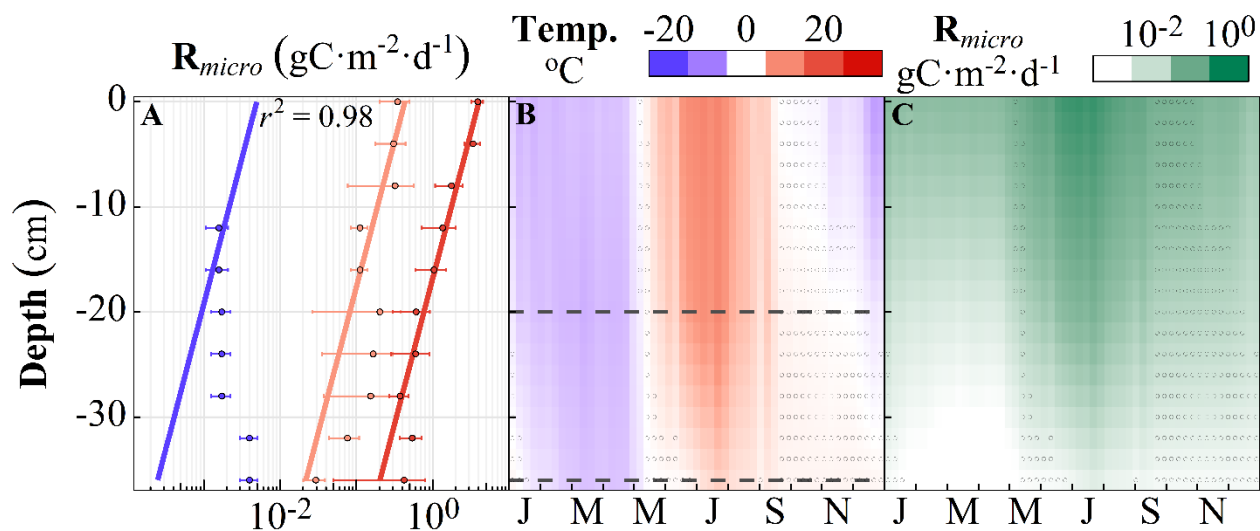 R_micro (gC·m⁻²·d⁻¹)
Temp. -20 0 20
°C
R_micro 10⁻² 10⁰
gC·m⁻²·d⁻¹
A r² = 0.98
B
C
Depth (cm)
0
-10
-20
-30
10⁻² 10⁰
J M M J S N
J M M J S N